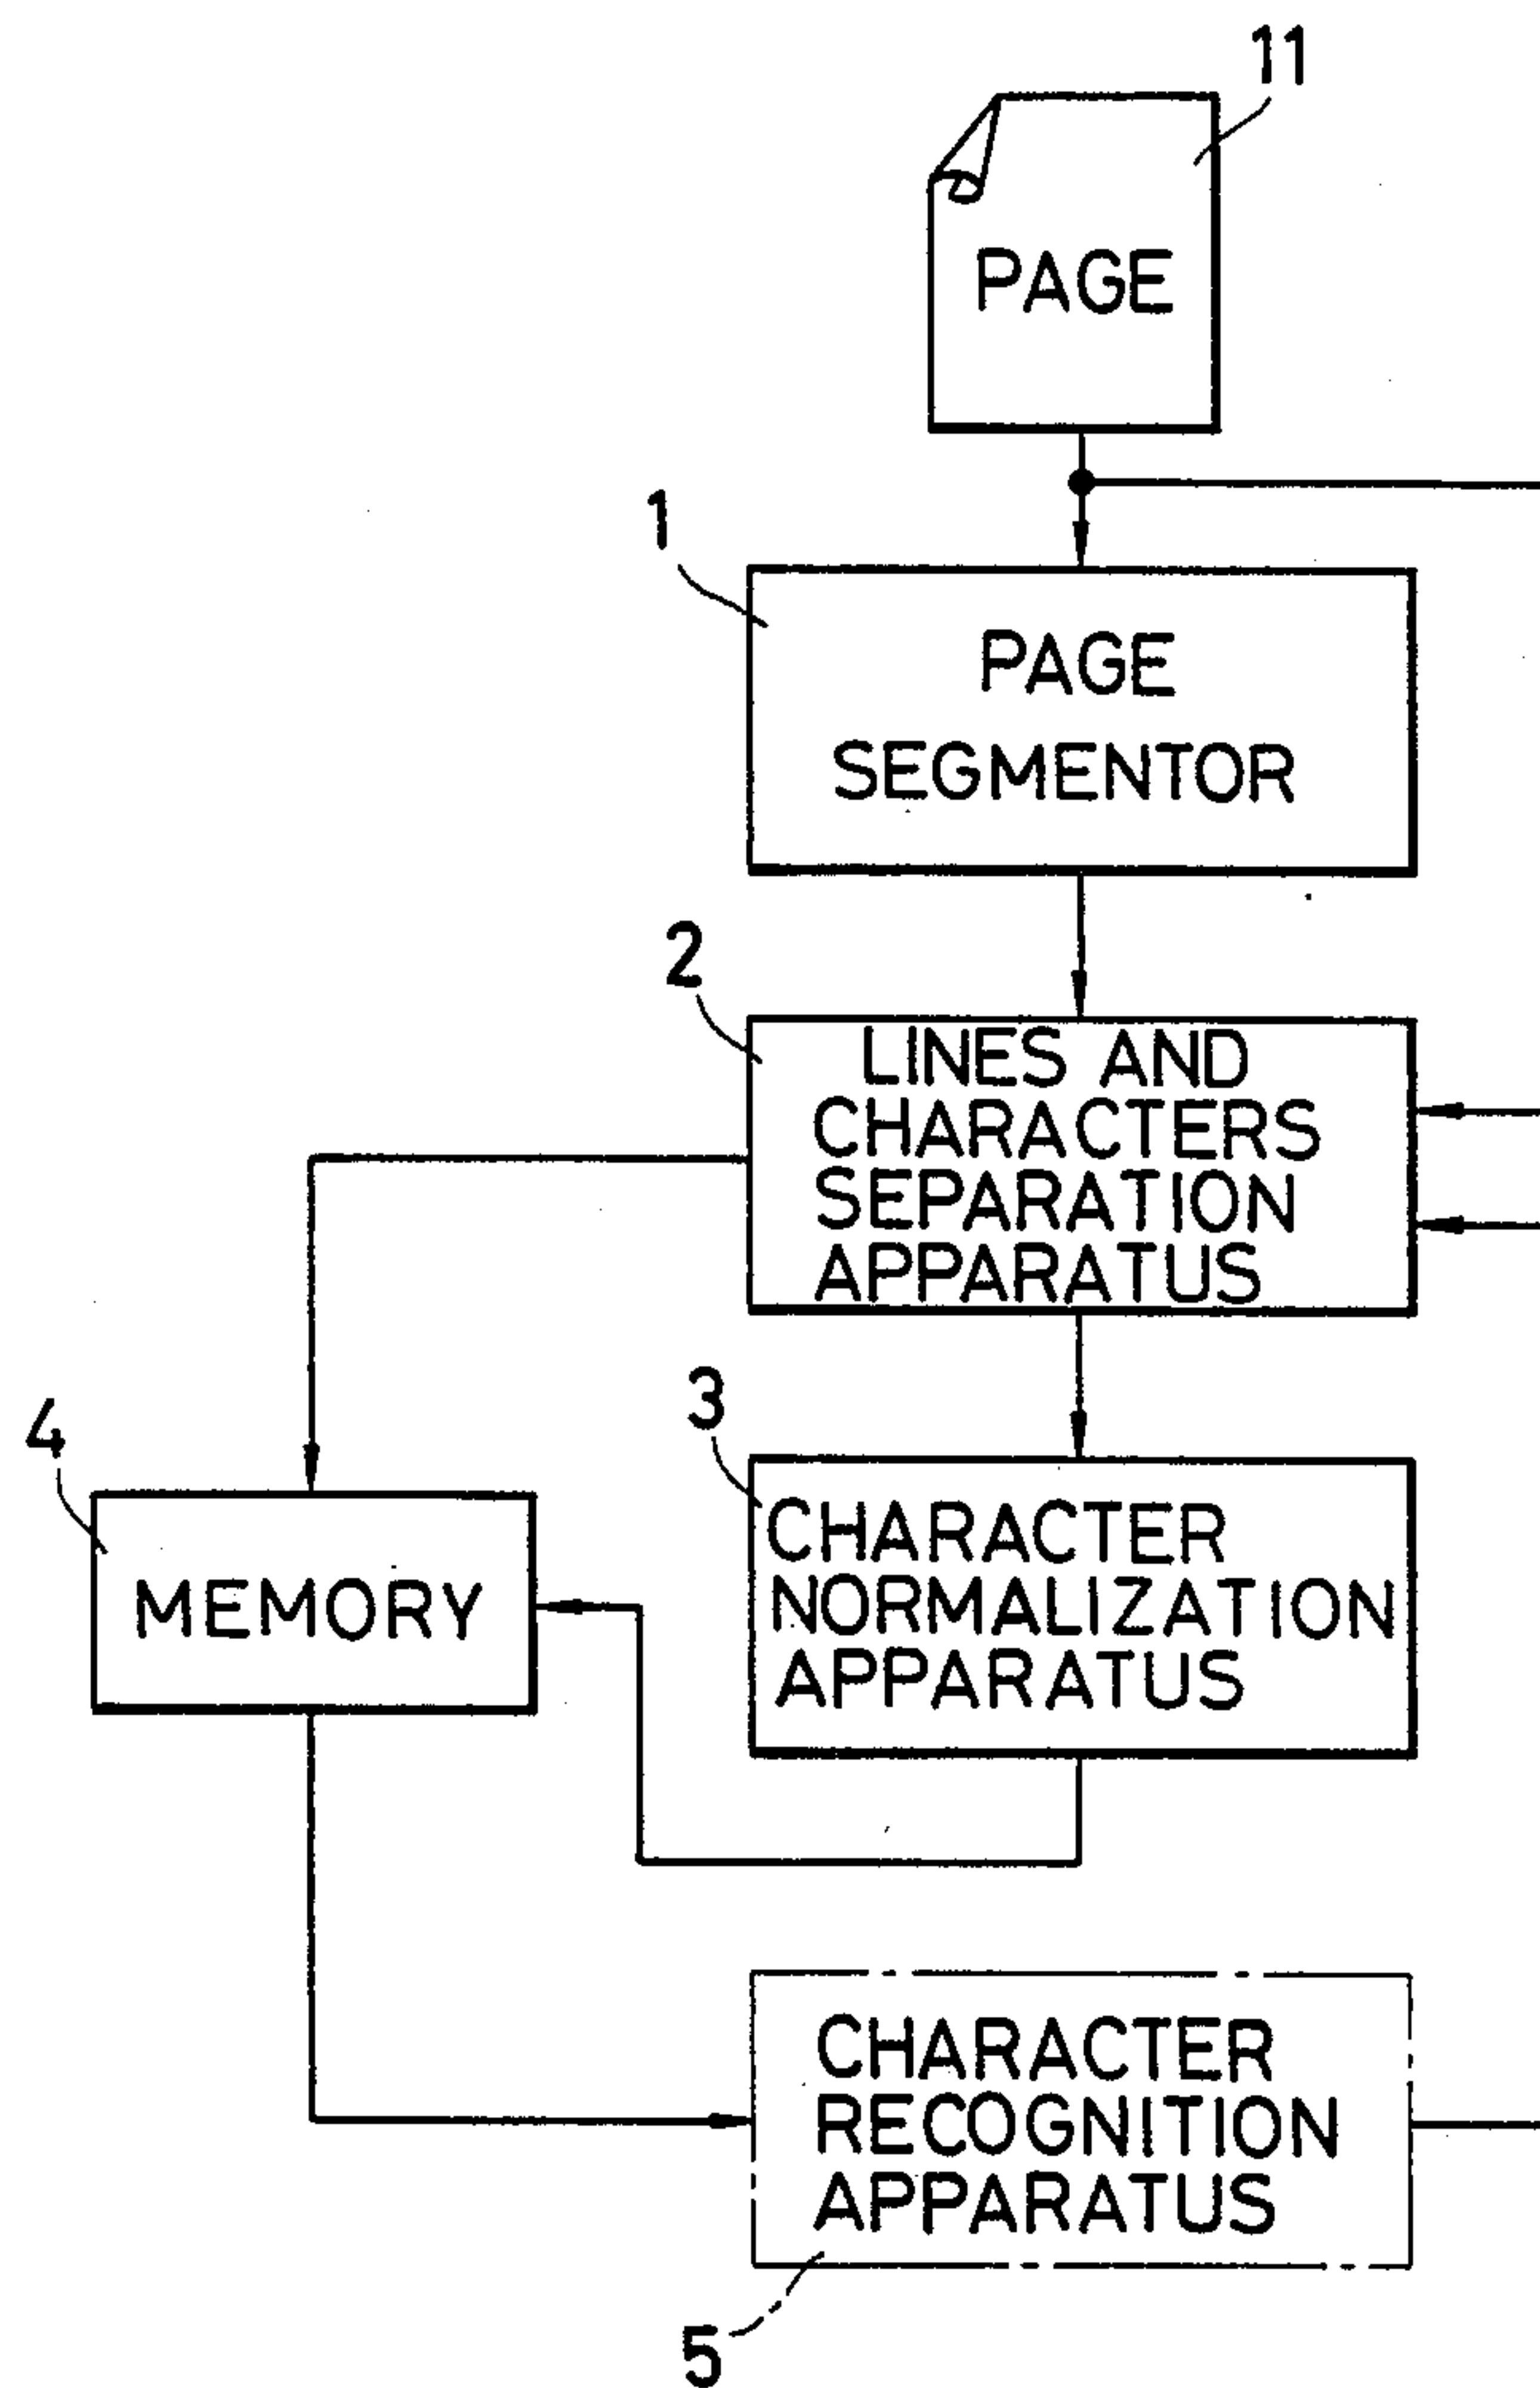 11
PAGE
1
PAGE
SEGMENTOR
2
LINES AND
CHARACTERS
SEPARATION
APPARATUS
3
CHARACTER
NORMALIZATION
APPARATUS
4
MEMORY
CHARACTER
RECOGNITION
APPARATUS
5